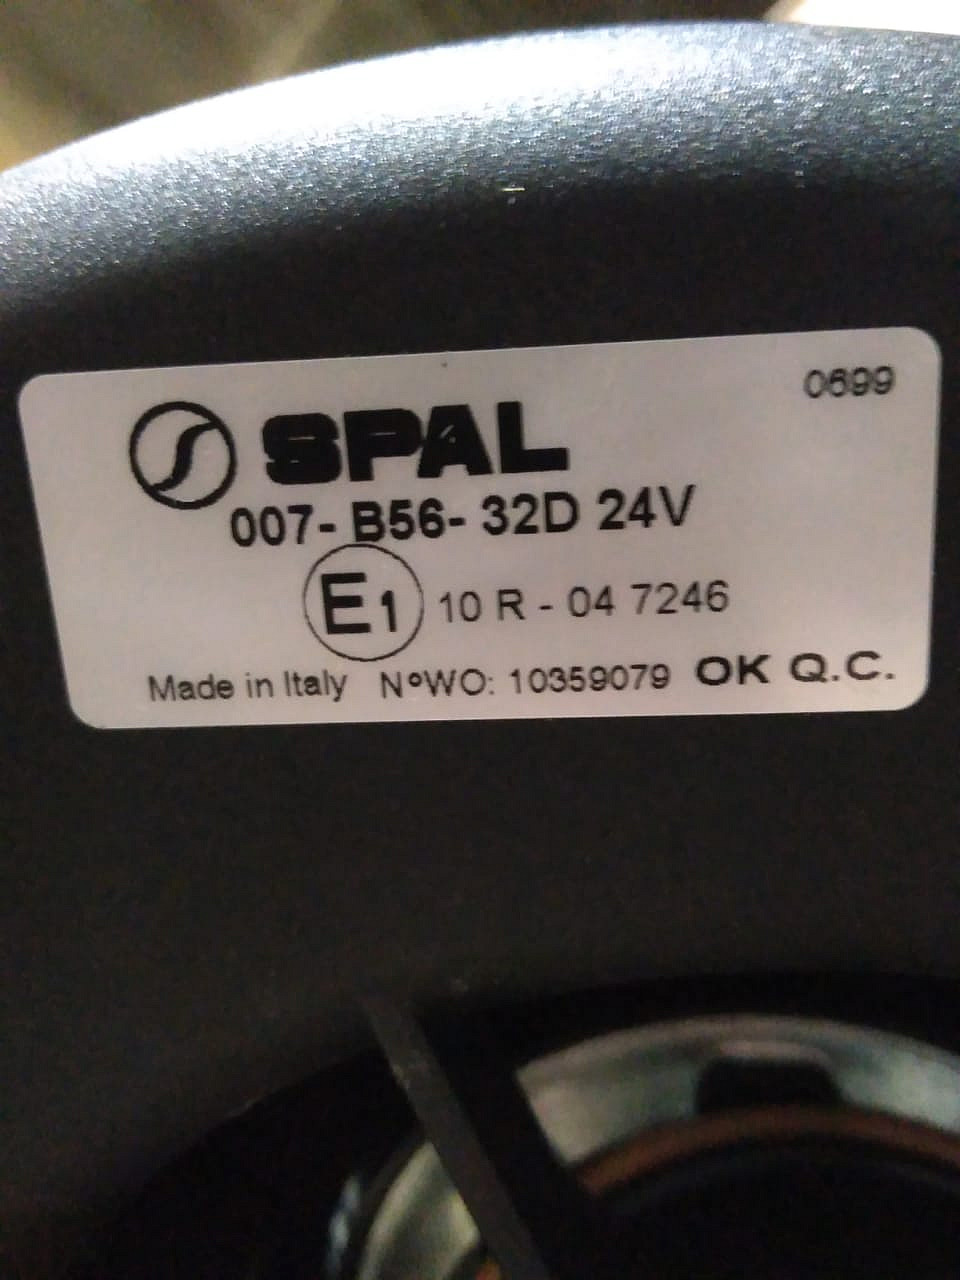 0699
SPAL
007- B56- 32D 24V
E1 10 R - 04 7246
Made in Italy N°WO: 10359079 OK Q.C.